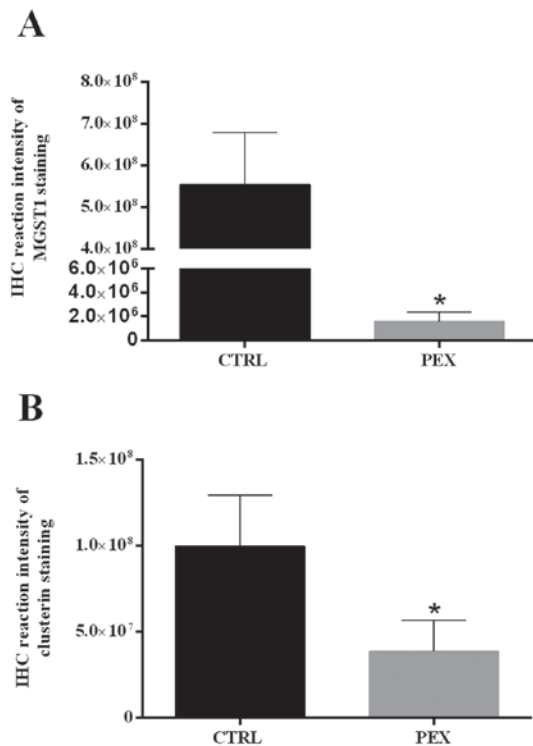 A
IHC reaction intensity of
MGST1 staining
8.0×10⁸
7.0×10⁸
6.0×10⁸
5.0×10⁸
4.0×10⁸
6.0×10⁶
4.0×10⁶
2.0×10⁶
0
*
CTRL PEX
B
IHC reaction intensity of
clusterin staining
1.5×10⁸
1.0×10⁸
5.0×10⁷
0
*
CTRL PEX